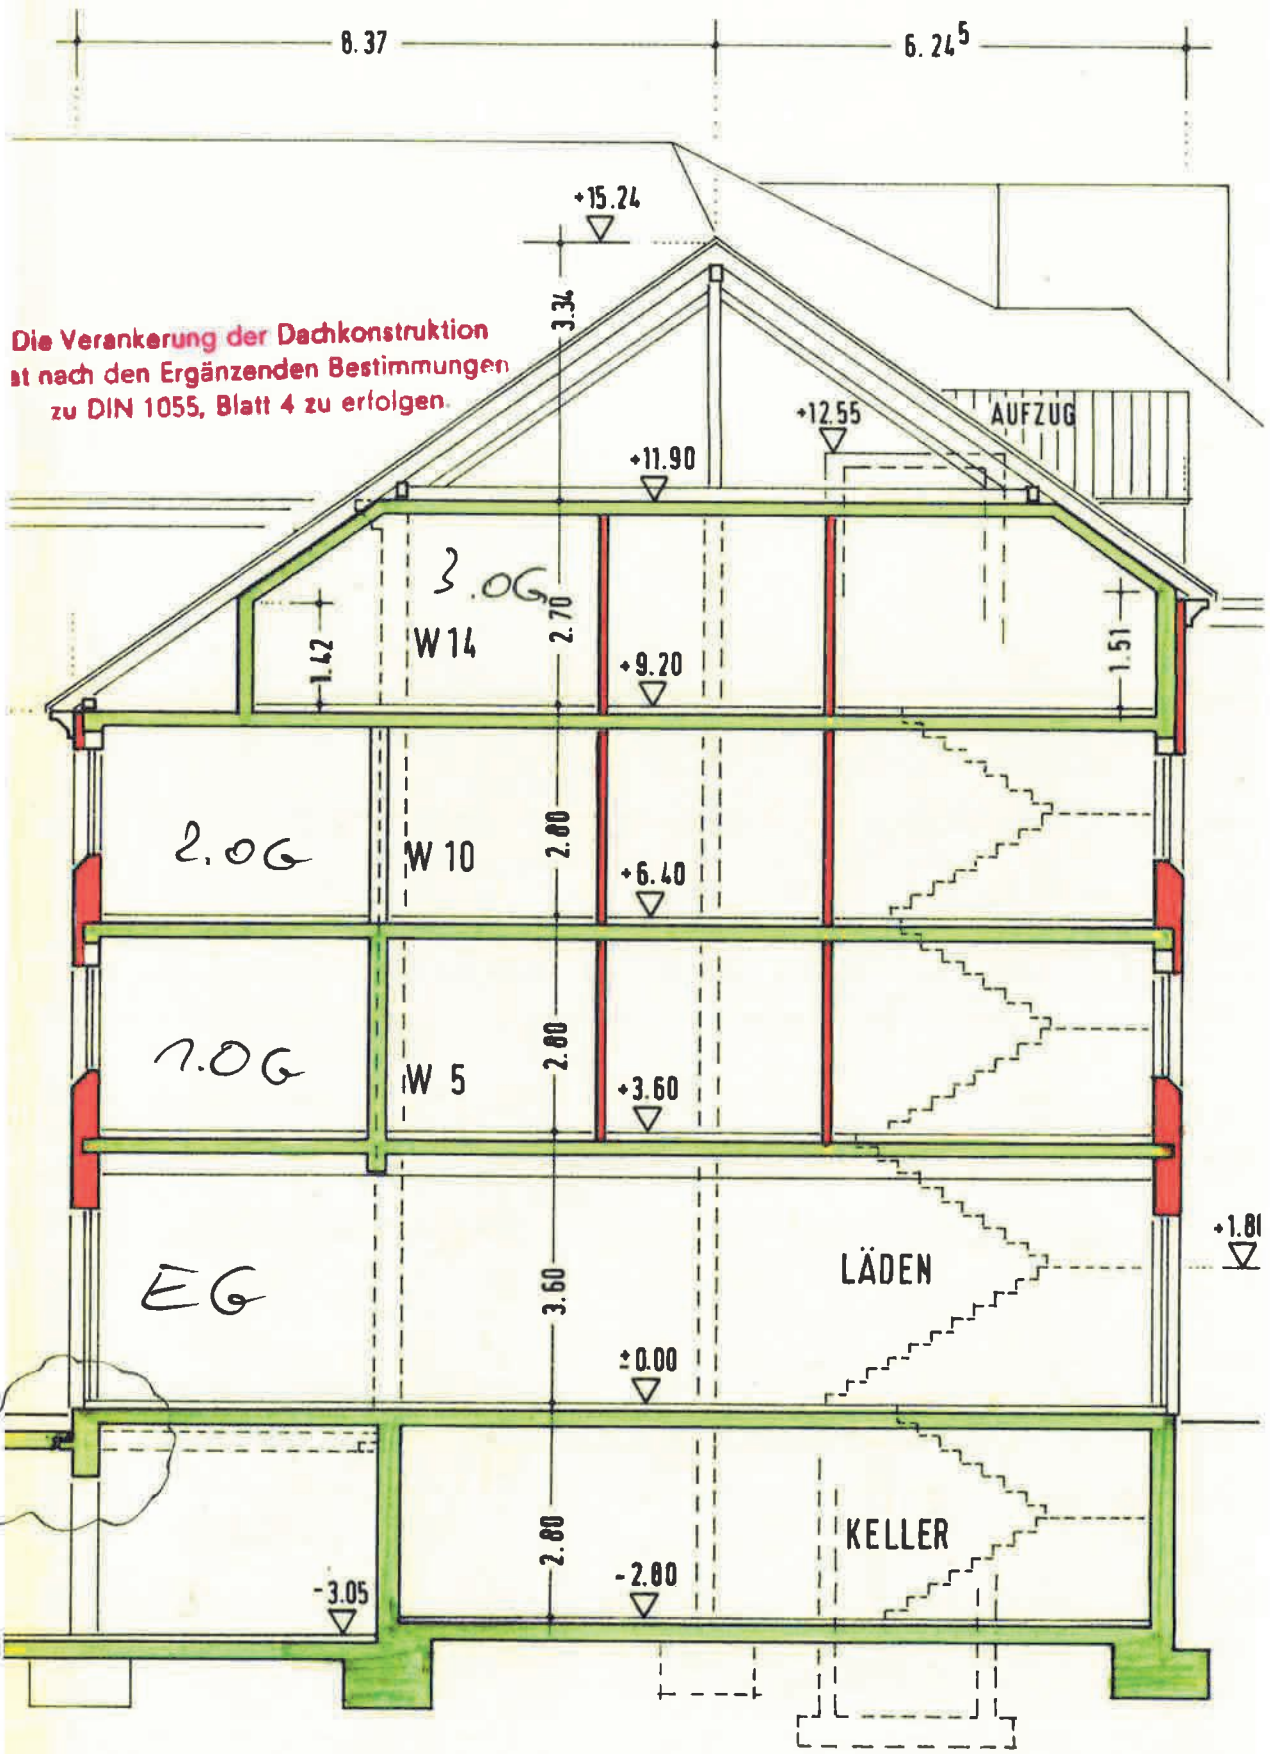 8.37
6.24⁵
+15.24
3.34
Die Verankerung der Dachkonstruktion
st nach den Ergänzenden Bestimmungen
zu DIN 1055, Blatt 4 zu erfolgen.
+12.55
AUFZUG
+11.90
3.OG
2.70
W 14
1.42
+9.20
1.51
2.OG
W 10
2.80
+6.40
1.OG
W 5
2.80
+3.60
+1.80
EG
LÄDEN
3.60
±0.00
KELLER
2.80
-2.80
-3.05